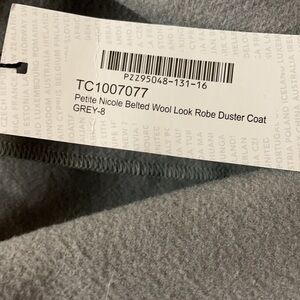 PZZ95048-131-16
TC1007077
Petite Nicole Belted Wool Look Robe Duster Coat
GREY-8